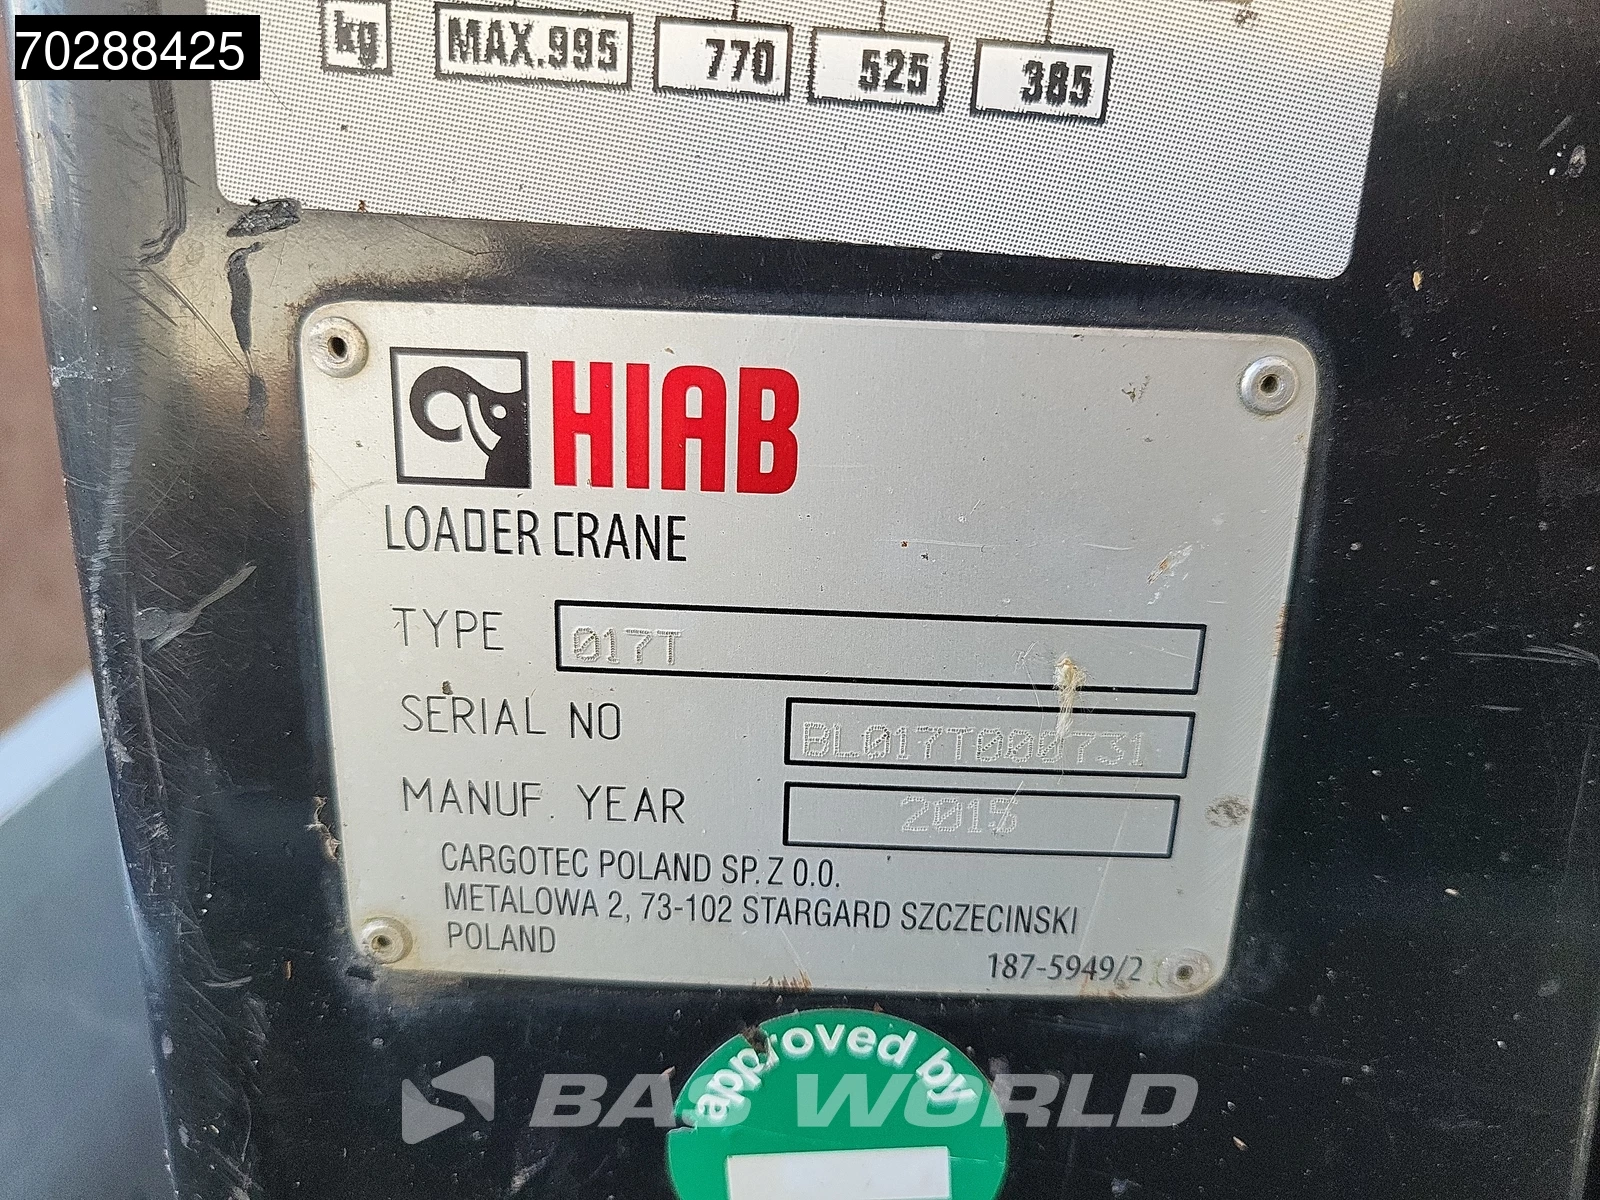 70288425
kg MAX.995 770 525 385
HIAB
LOADER CRANE
TYPE 017T
SERIAL NO BL017T000731
MANUF. YEAR 2015
CARGOTEC POLAND SP. Z O.O.
METALOWA 2, 73-102 STARGARD SZCZECINSKI
POLAND
187-5949/2
approved by
BAS WORLD